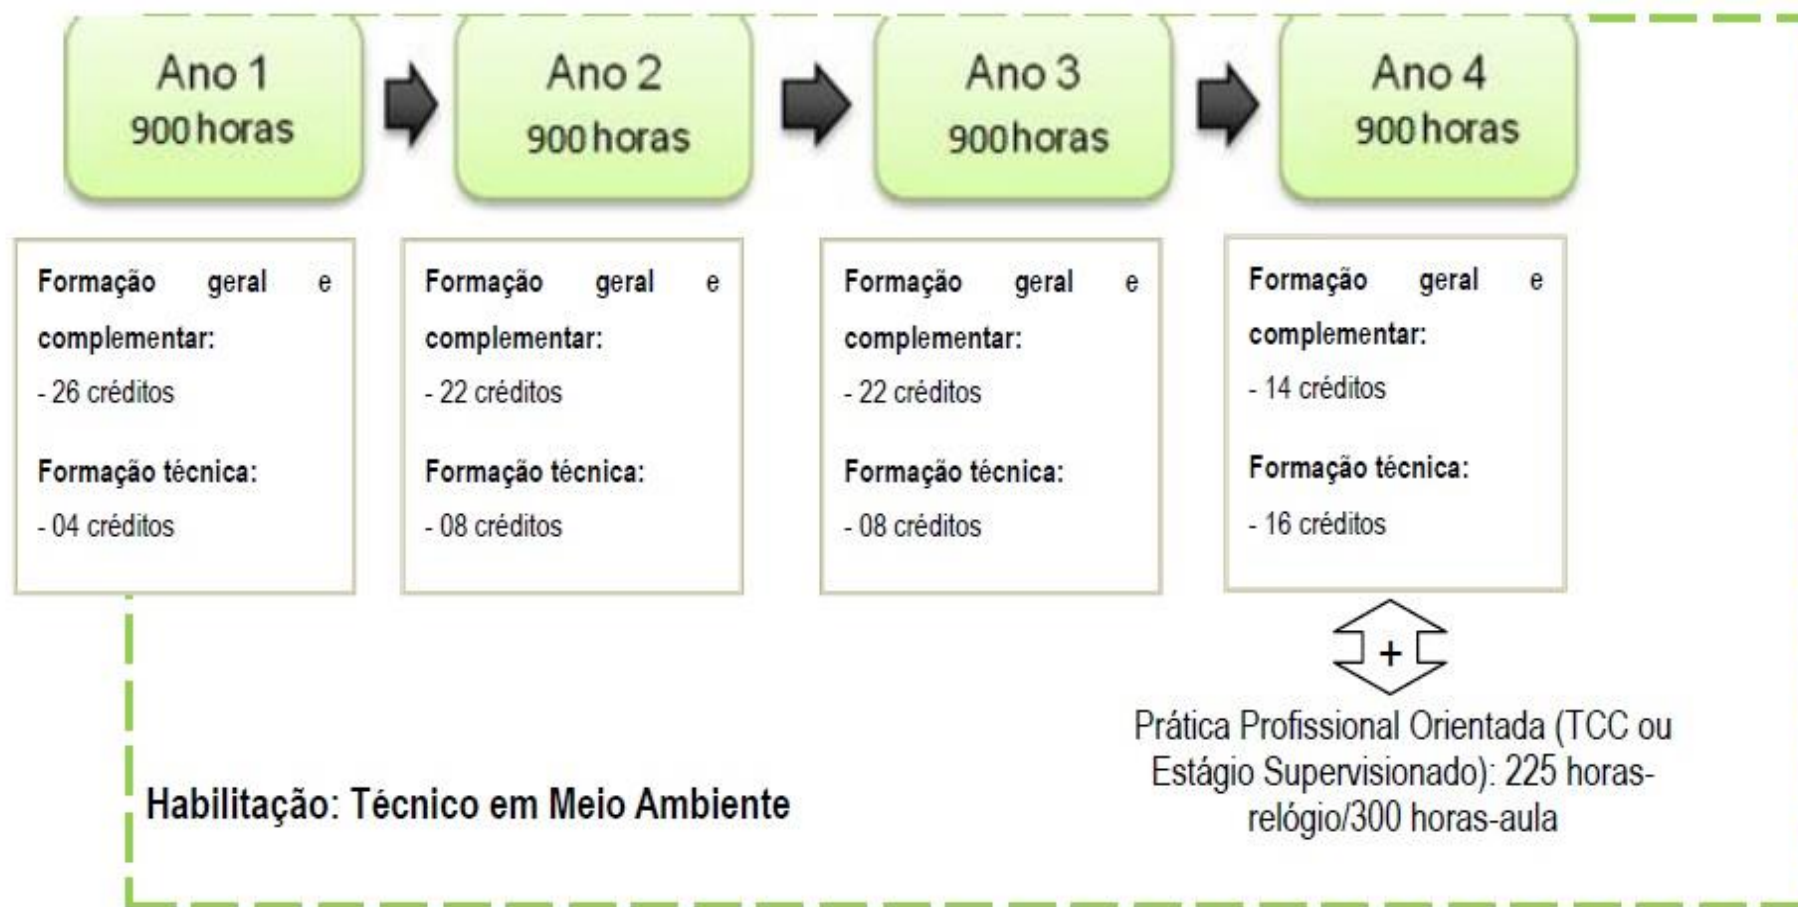 Ano 1
900 horas
Ano 2
900 horas
Ano 3
900horas
Ano 4
900 horas
Formação geral e
complementar:
- 26 créditos
Formação técnica:
- 04 créditos
Formação geral e
complementar:
- 22 créditos
Formação técnica:
- 08 créditos
Formação geral e
complementar:
- 22 créditos
Formação técnica:
- 08 créditos
Formação geral e
complementar:
- 14 créditos
Formação técnica:
- 16 créditos
+
Prática Profissional Orientada (TCC ou
Estágio Supervisionado): 225 horas-
relógio/300 horas-aula
Habilitação: Técnico em Meio Ambiente